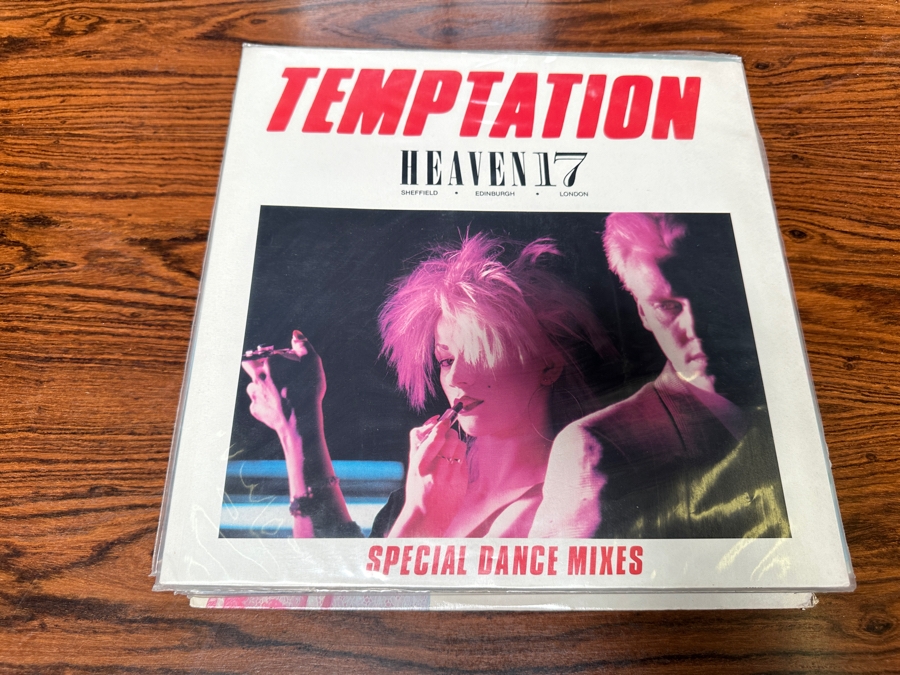 TEMPTATION
HEAVEN 17
SHEFFIELD • EDINBURGH • LONDON
SPECIAL DANCE MIXES